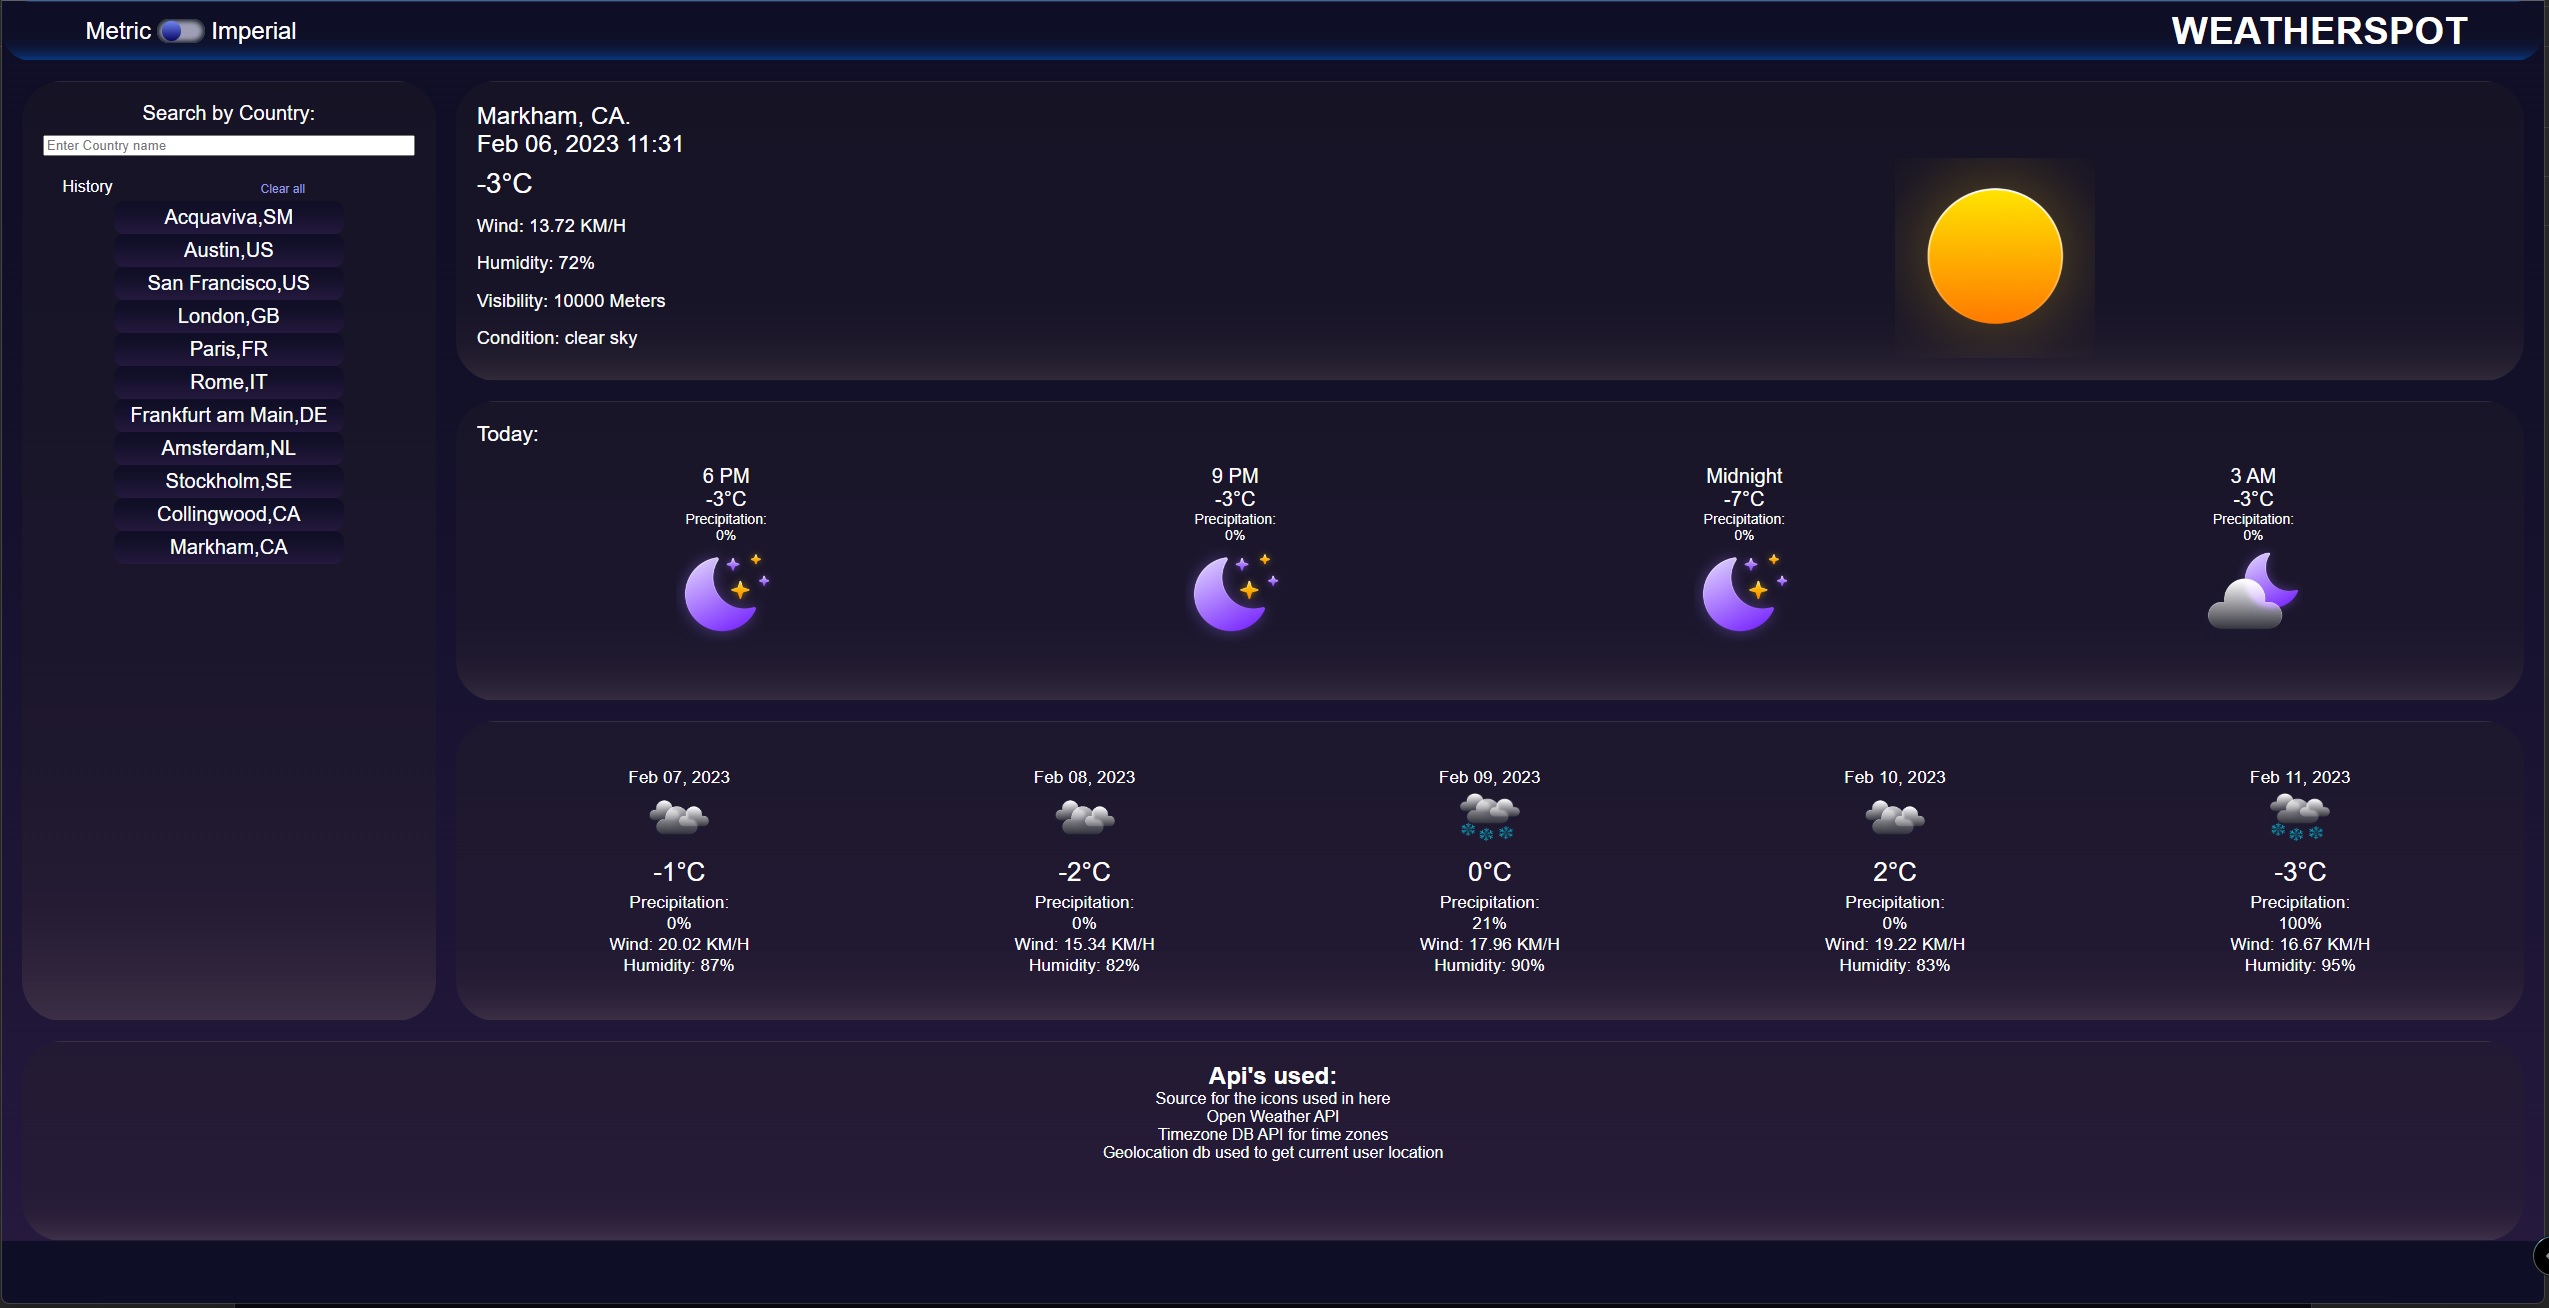 Metric Imperial
WEATHERSPOT
Search by Country:
Enter Country name
History Clear all
Acquaviva,SM
Austin,US
San Francisco,US
London,GB
Paris,FR
Rome,IT
Frankfurt am Main,DE
Amsterdam,NL
Stockholm,SE
Collingwood,CA
Markham,CA
Markham, CA.
Feb 06, 2023 11:31
-3°C
Wind: 13.72 KM/H
Humidity: 72%
Visibility: 10000 Meters
Condition: clear sky
Today:
6 PM
-3°C
Precipitation:
0%
9 PM
-3°C
Precipitation:
0%
Midnight
-7°C
Precipitation:
0%
3 AM
-3°C
Precipitation:
0%
Feb 07, 2023
-1°C
Precipitation:
0%
Wind: 20.02 KM/H
Humidity: 87%
Feb 08, 2023
-2°C
Precipitation:
0%
Wind: 15.34 KM/H
Humidity: 82%
Feb 09, 2023
0°C
Precipitation:
21%
Wind: 17.96 KM/H
Humidity: 90%
Feb 10, 2023
2°C
Precipitation:
0%
Wind: 19.22 KM/H
Humidity: 83%
Feb 11, 2023
-3°C
Precipitation:
100%
Wind: 16.67 KM/H
Humidity: 95%
Api's used:
Source for the icons used in here
Open Weather API
Timezone DB API for time zones
Geolocation db used to get current user location